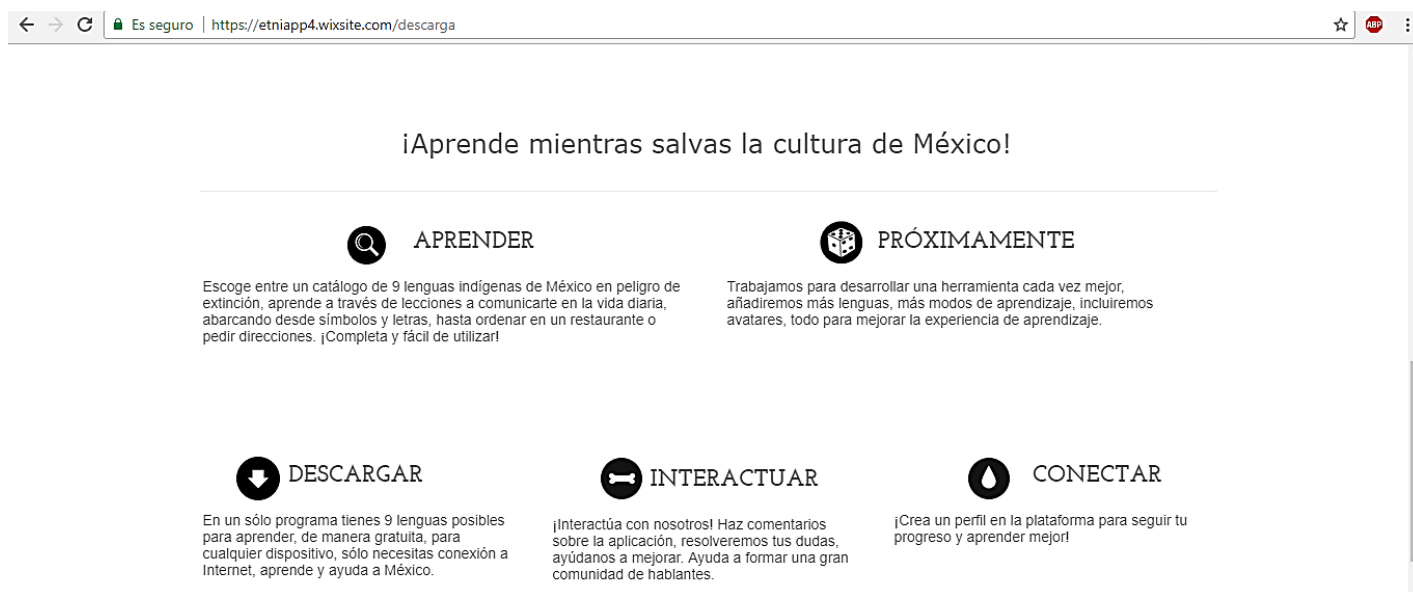 Es seguro | https://etniapp4.wixsite.com/descarga
ABP
¡Aprende mientras salvas la cultura de México!
APRENDER
Escoge entre un catálogo de 9 lenguas indígenas de México en peligro de
extinción, aprende a través de lecciones a comunicarte en la vida diaria,
abarcando desde símbolos y letras, hasta ordenar en un restaurante o
pedir direcciones. ¡Completa y fácil de utilizar!
PRÓXIMAMENTE
Trabajamos para desarrollar una herramienta cada vez mejor,
añadiremos más lenguas, más modos de aprendizaje, incluiremos
avatares, todo para mejorar la experiencia de aprendizaje.
DESCARGAR
En un sólo programa tienes 9 lenguas posibles
para aprender, de manera gratuita, para
cualquier dispositivo, sólo necesitas conexión a
Internet, aprende y ayuda a México.
INTERACTUAR
¡Interactúa con nosotros! Haz comentarios
sobre la aplicación, resolveremos tus dudas,
ayúdanos a mejorar. Ayuda a formar una gran
comunidad de hablantes.
CONECTAR
¡Crea un perfil en la plataforma para seguir tu
progreso y aprender mejor!